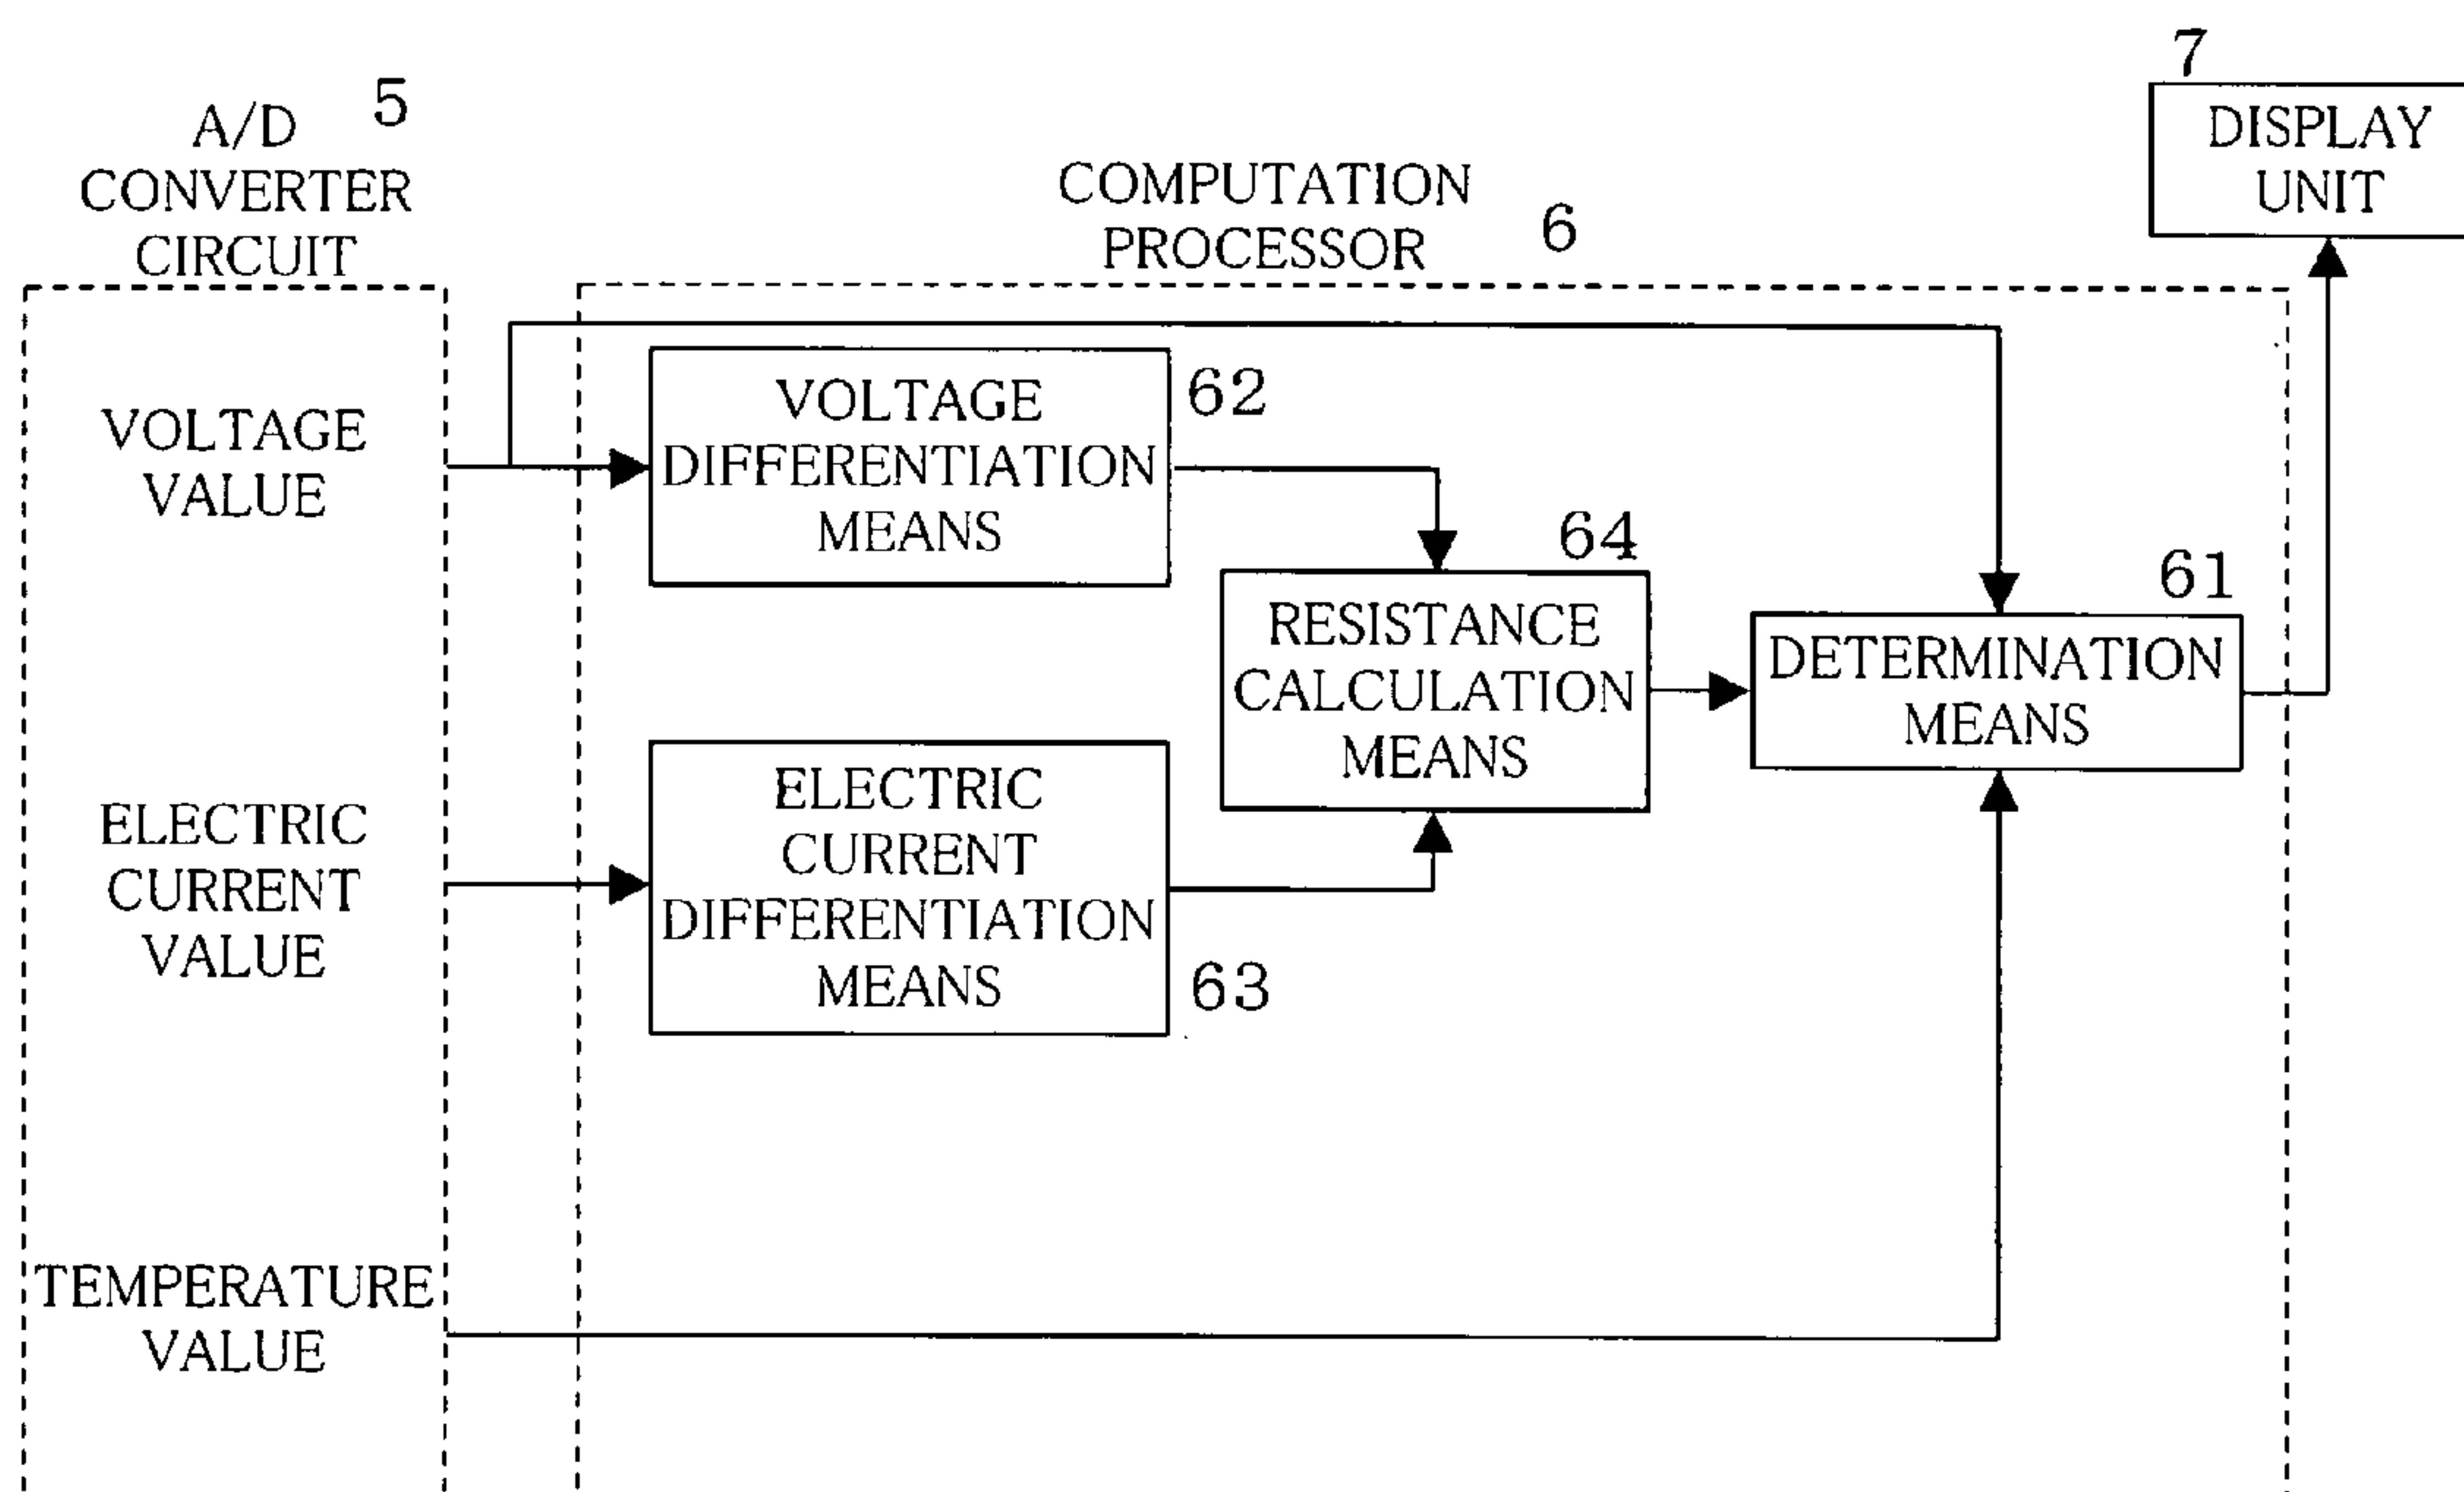 7
DISPLAY
UNIT
A/D
CONVERTER
CIRCUIT
5
COMPUTATION
PROCESSOR
6
VOLTAGE
VALUE
VOLTAGE
DIFFERENTIATION
MEANS
62
64
RESISTANCE
CALCULATION
MEANS
61
DETERMINATION
MEANS
ELECTRIC
CURRENT
VALUE
ELECTRIC
CURRENT
DIFFERENTIATION
MEANS
63
TEMPERATURE
VALUE